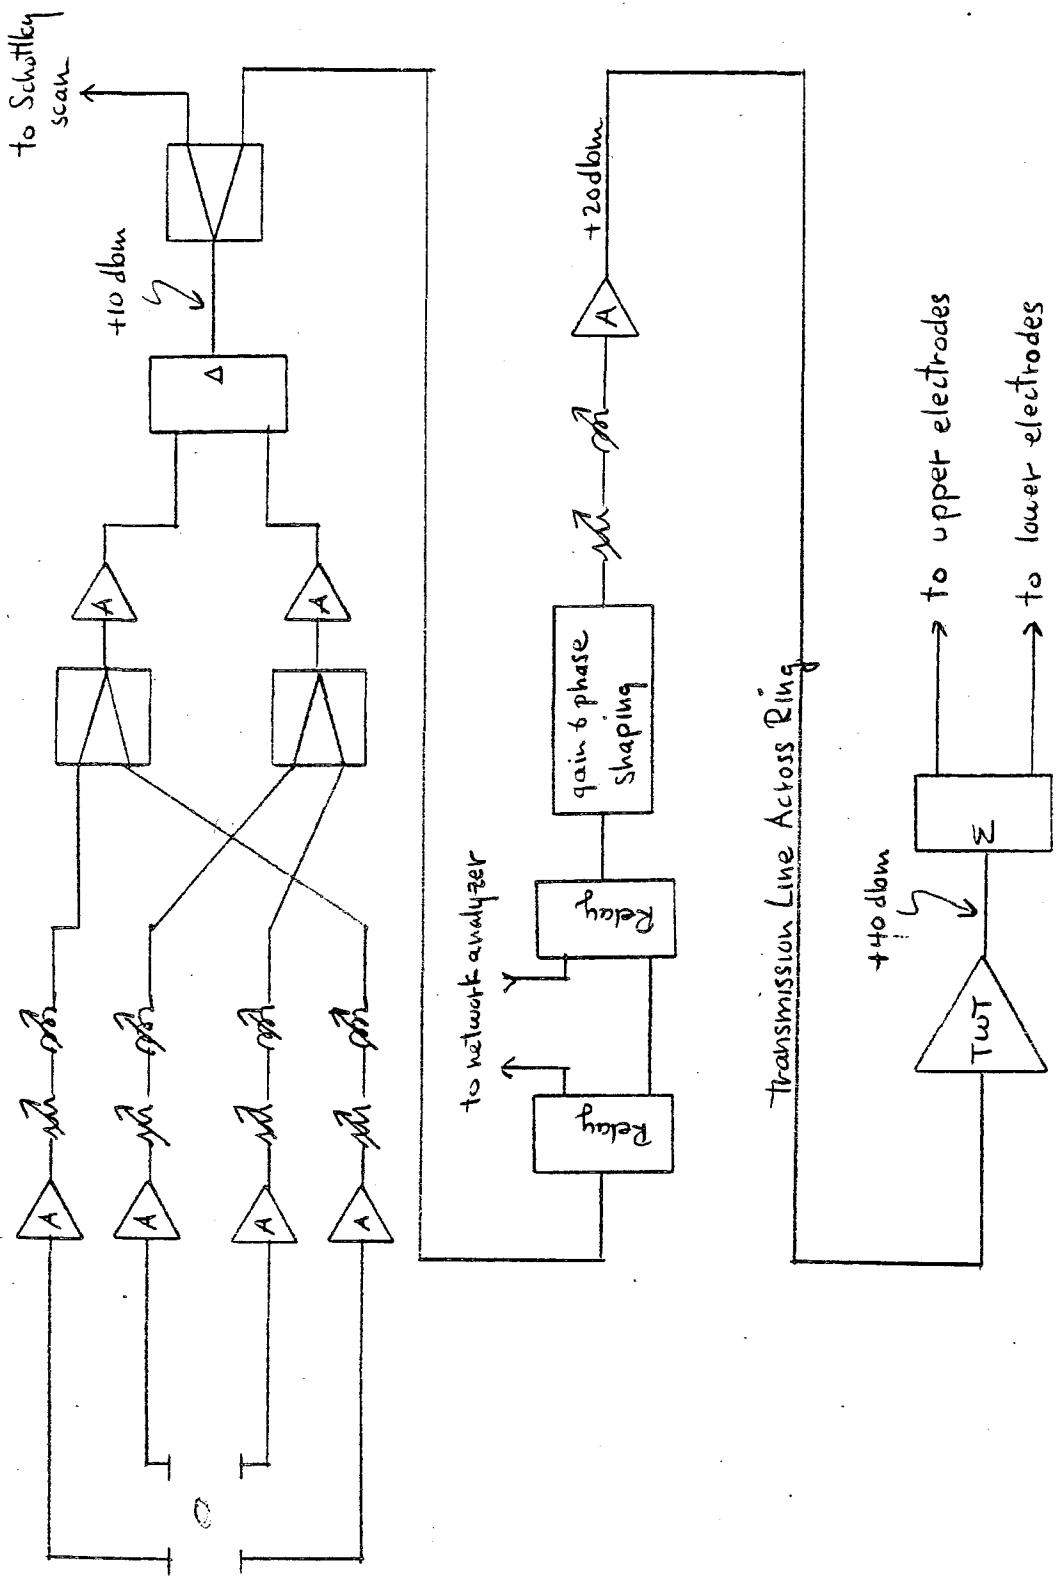 to Schottky
scan
+10 dbm
Δ
A
A
A
A
A
A
+20dbm
A
gain & phase
shaping
Relay
Relay
to network analyzer
Transmission Line Across Ring
TWT
+40 dbm
Σ
to upper electrodes
to lower electrodes